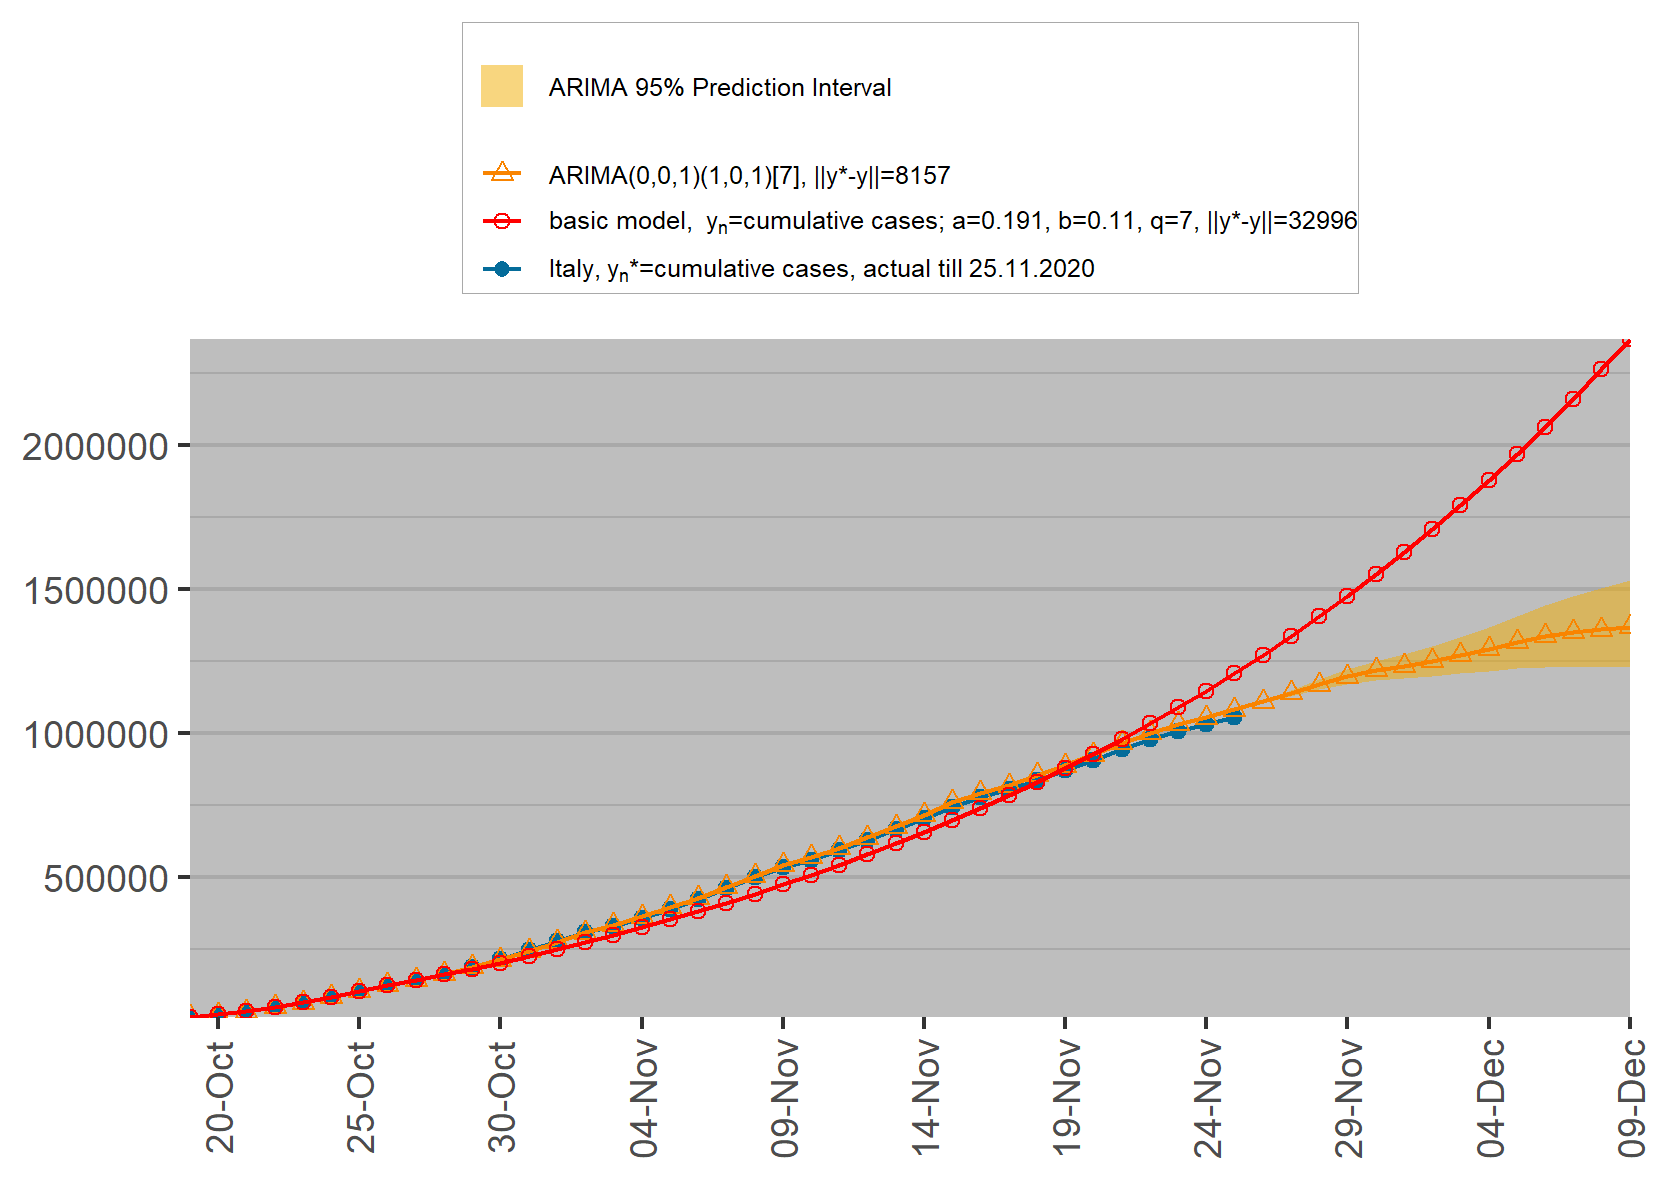 ARIMA 95% Prediction Interval
ARIMA(0,0,1)(1,0,1)[7], ||y*-y||=8157
basic model,  yn=cumulative cases; a=0.191, b=0.11, q=7, ||y*-y||=32996
Italy, yn*=cumulative cases, actual till 25.11.2020
2000000
1500000
1000000
500000
20-Oct
25-Oct
30-Oct
04-Nov
09-Nov
14-Nov
19-Nov
24-Nov
29-Nov
04-Dec
09-Dec